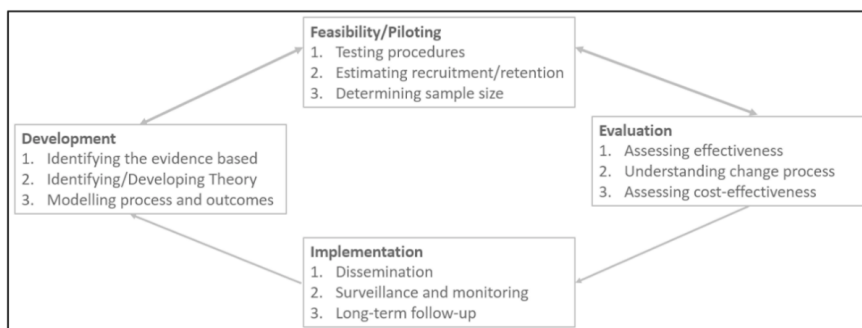 Feasibility/Piloting
1. Testing procedures
2. Estimating recruitment/retention
3. Determining sample size
Development
1. Identifying the evidence based
2. Identifying/Developing Theory
3. Modelling process and outcomes
Evaluation
1. Assessing effectiveness
2. Understanding change process
3. Assessing cost-effectiveness
Implementation
1. Dissemination
2. Surveillance and monitoring
3. Long-term follow-up